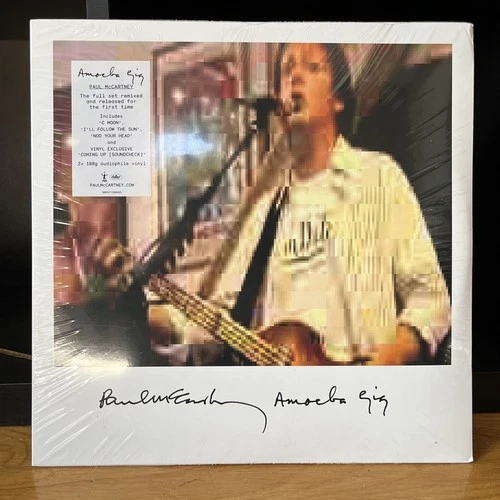 Amoeba Gig
PAUL McCARTNEY
The full set remixed
and released for
the first time
Includes
'C MOON',
'I'LL FOLLOW THE SUN',
'NOD YOUR HEAD'
and
VINYL EXCLUSIVE
'COMING UP [SOUNDCHECK]'
2x 180g audiophile vinyl
PAULMcCARTNEY.COM
Paul McCartney Amoeba Gig